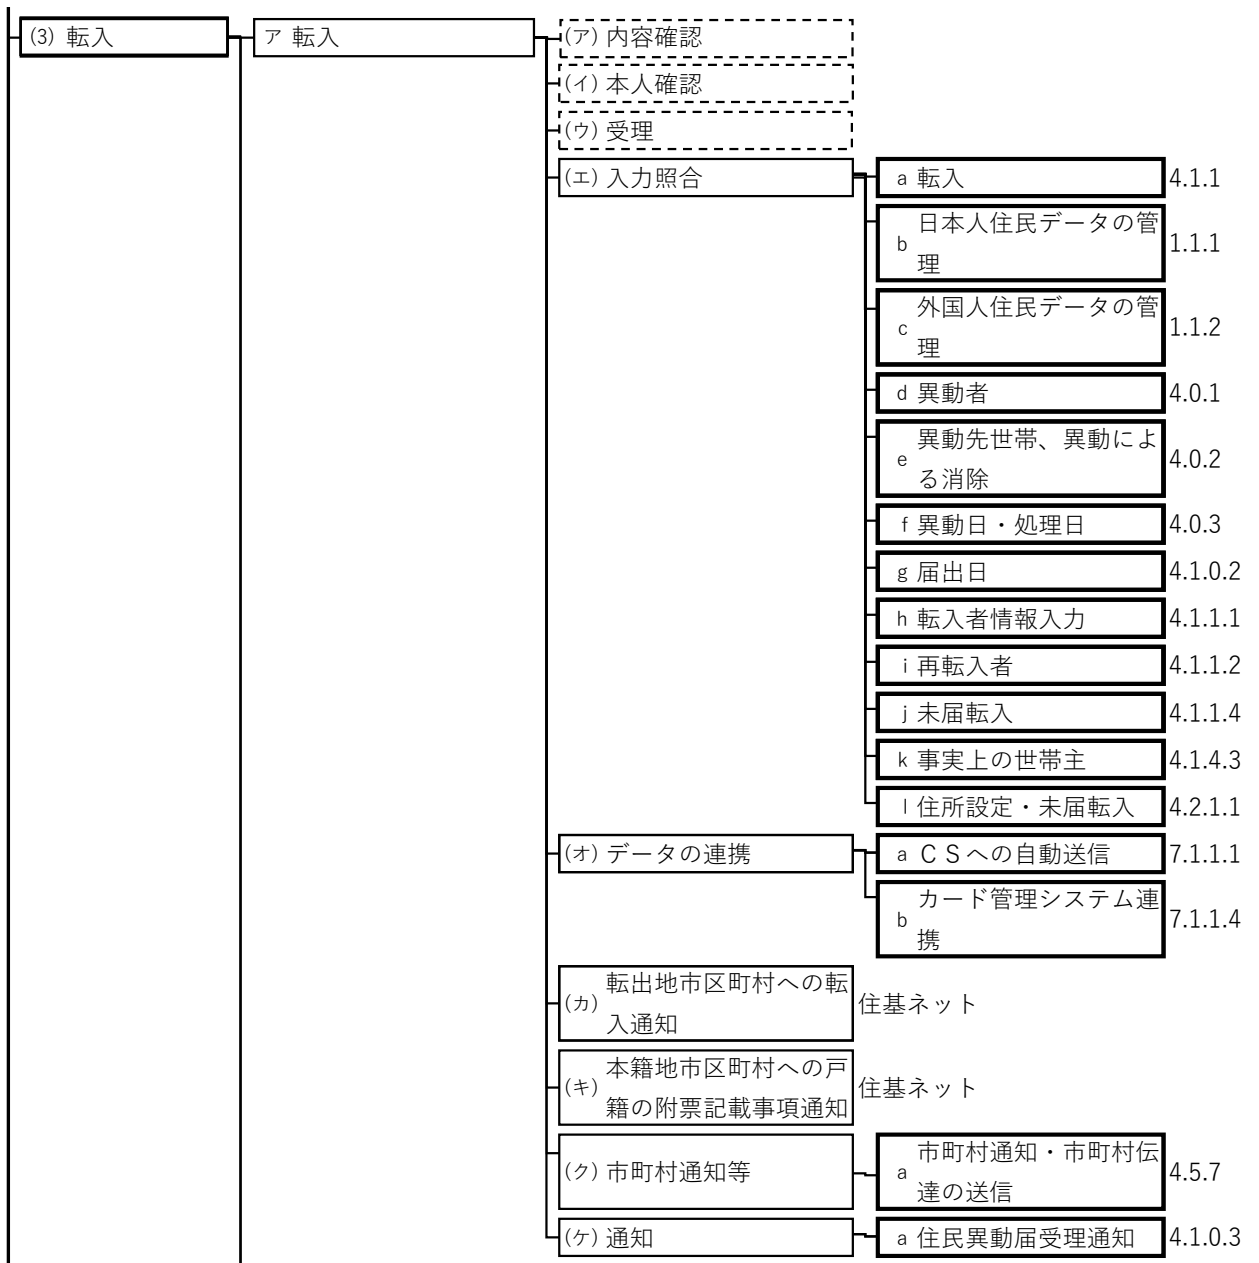 (3) 転入
ア 転入
(ア) 内容確認
(イ) 本人確認
(ウ) 受理
(エ) 入力照合
a 転入 4.1.1
b 日本人住民データの管
理 1.1.1
c 外国人住民データの管
理 1.1.2
d 異動者 4.0.1
e 異動先世帯、異動によ
る消除 4.0.2
f 異動日・処理日 4.0.3
g 届出日 4.1.0.2
h 転入者情報入力 4.1.1.1
i 再転入者 4.1.1.2
j 未届転入 4.1.1.4
k 事実上の世帯主 4.1.4.3
l 住所設定・未届転入 4.2.1.1
(オ) データの連携
a ＣＳへの自動送信 7.1.1.1
b カード管理システム連
携 7.1.1.4
(カ) 転出地市区町村への転
入通知 住基ネット
(キ) 本籍地市区町村への戸
籍の附票記載事項通知 住基ネット
(ク) 市町村通知等
a 市町村通知・市町村伝
達の送信 4.5.7
(ケ) 通知
a 住民異動届受理通知 4.1.0.3